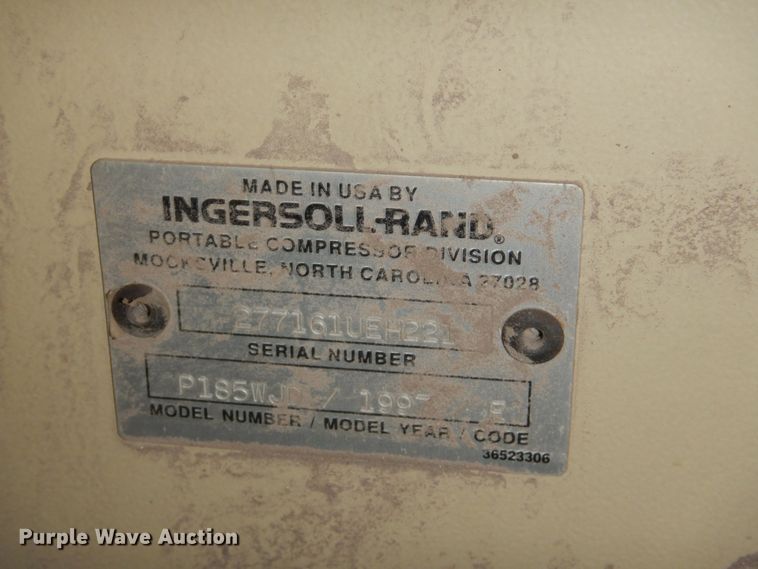 MADE IN USA BY
INGERSOLL-RAND®
PORTABLE COMPRESSOR DIVISION
MOCKSVILLE, NORTH CAROLINA 27028
277161UEH221
SERIAL NUMBER
P185WJD / 1997
MODEL NUMBER / MODEL YEAR / CODE
36523306
Purple Wave Auction